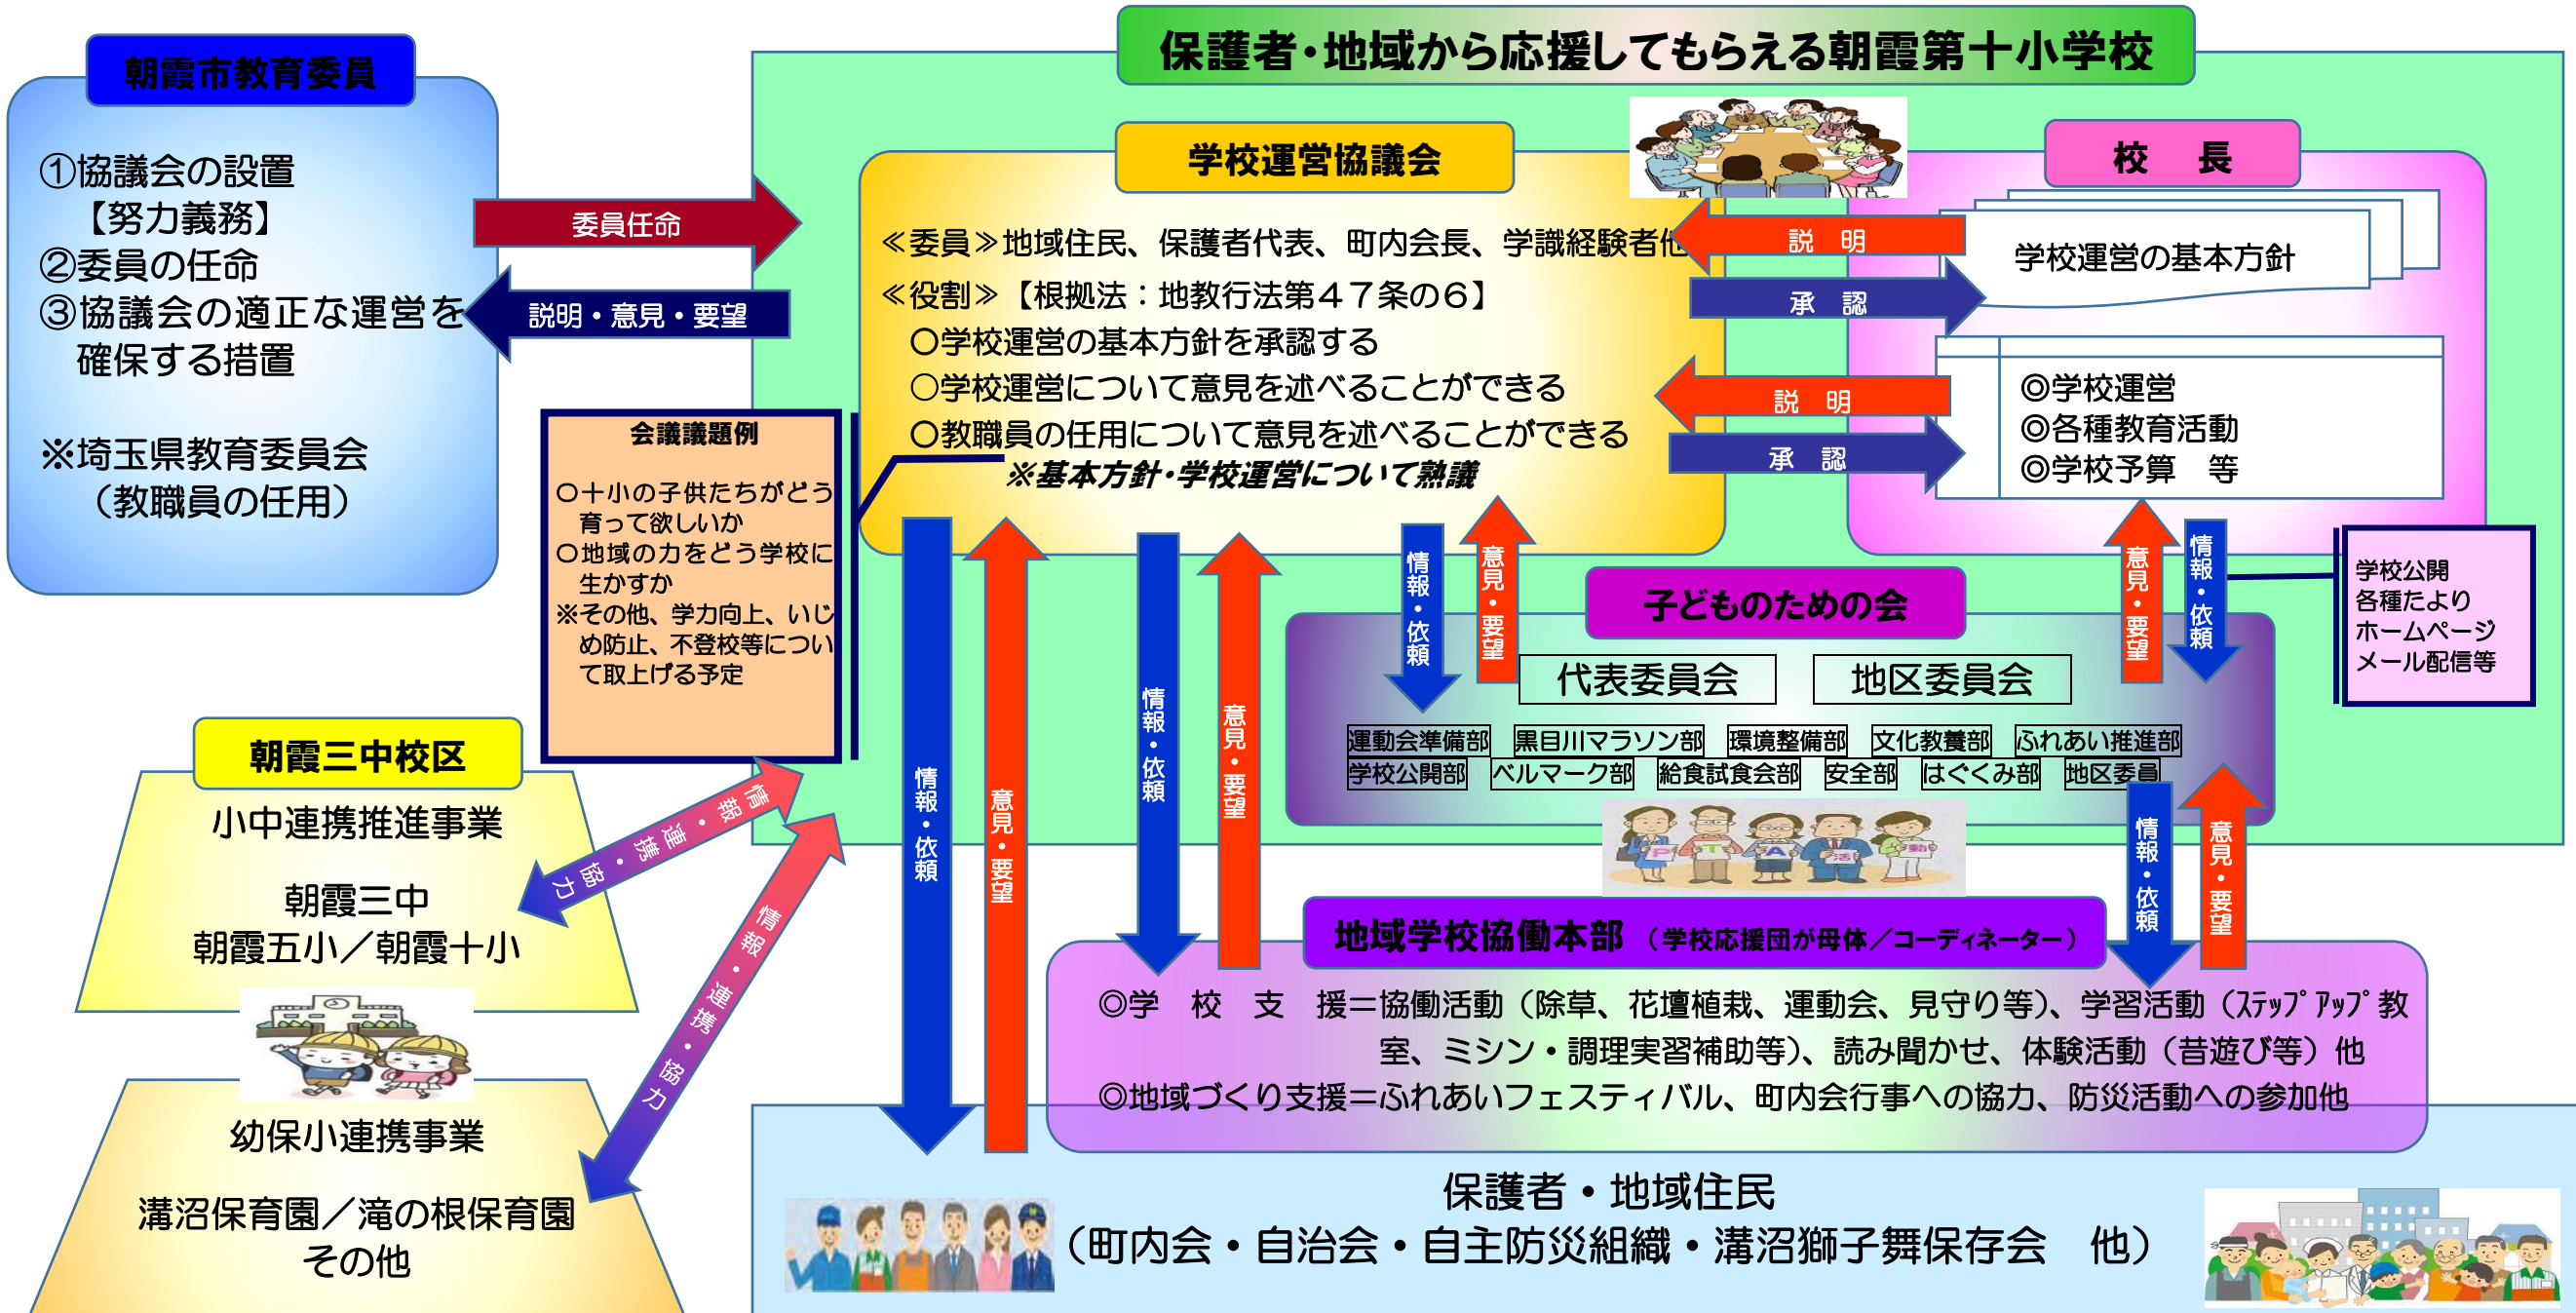 保護者・地域から応援してもらえる朝霞第十小学校
朝霞市教育委員
①協議会の設置
【努力義務】
②委員の任命
③協議会の適正な運営を
確保する措置
※埼玉県教育委員会
（教職員の任用）
委員任命
説明・意見・要望
学校運営協議会
≪委員≫地域住民、保護者代表、町内会長、学識経験者他
≪役割≫【根拠法：地教行法第４７条の６】
〇学校運営の基本方針を承認する
○学校運営について意見を述べることができる
〇教職員の任用について意見を述べることができる
※基本方針・学校運営について熟議
説　明
承　認
説　明
承　認
校　長
学校運営の基本方針
◎学校運営
◎各種教育活動
◎学校予算　等
会議議題例
〇十小の子供たちがどう
育って欲しいか
〇地域の力をどう学校に
生かすか
※その他、学力向上、いじ
め防止、不登校等につい
て取上げる予定
情報・依頼
意見・要望
情報・依頼
意見・要望
情報・依頼
意見・要望
意見・要望
情報・依頼
学校公開
各種たより
ホームページ
メール配信等
子どものための会
代表委員会　地区委員会
運動会準備部　黒目川マラソン部　環境整備部　文化教養部　ふれあい推進部
学校公開部　ベルマーク部　給食試食会部　安全部　はぐくみ部　地区委員
PTA活動
情報・依頼
意見・要望
朝霞三中校区
小中連携推進事業
朝霞三中
朝霞五小／朝霞十小
情報・連携・協力
情報・連携・協力
幼保小連携事業
溝沼保育園／滝の根保育園
その他
地域学校協働本部（学校応援団が母体／コーディネーター）
◎学　校　支　援＝協働活動（除草、花壇植栽、運動会、見守り等）、学習活動（ｽﾃｯﾌﾟｱｯﾌﾟ教
室、ミシン・調理実習補助等）、読み聞かせ、体験活動（昔遊び等）他
◎地域づくり支援＝ふれあいフェスティバル、町内会行事への協力、防災活動への参加他
保護者・地域住民
（町内会・自治会・自主防災組織・溝沼獅子舞保存会　他）